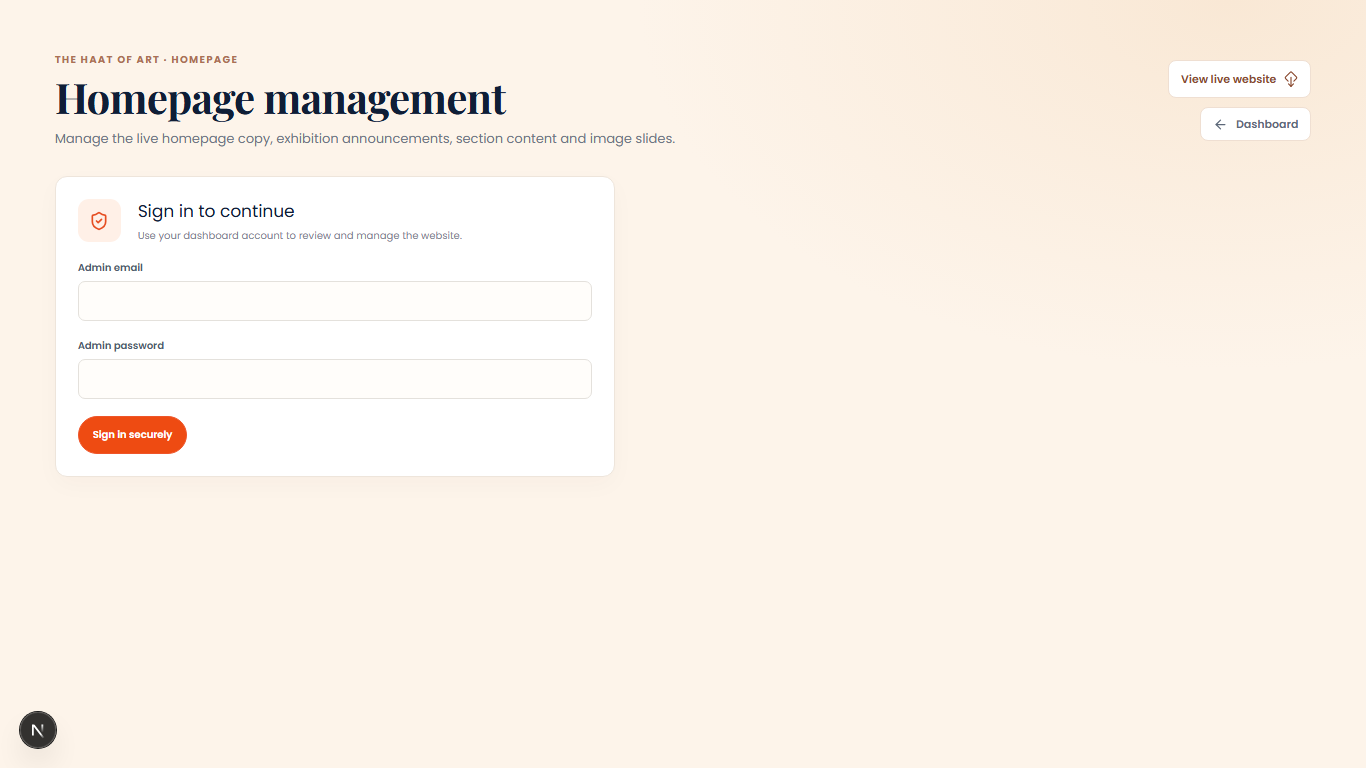 THE HAAT OF ART · HOMEPAGE
Homepage management
Manage the live homepage copy, exhibition announcements, section content and image slides.
View live website
Dashboard
Sign in to continue
Use your dashboard account to review and manage the website.
Admin email
Admin password
Sign in securely
N